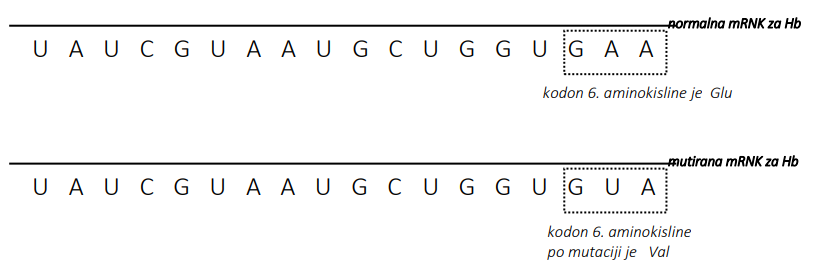 normalna mRNK za Hb
U A U C G U A A U G C U G G U G A A
kodon 6. aminokisline je Glu
mutirana mRNK za Hb
U A U C G U A A U G C U G G U G U A
kodon 6. aminokisline
po mutaciji je Val